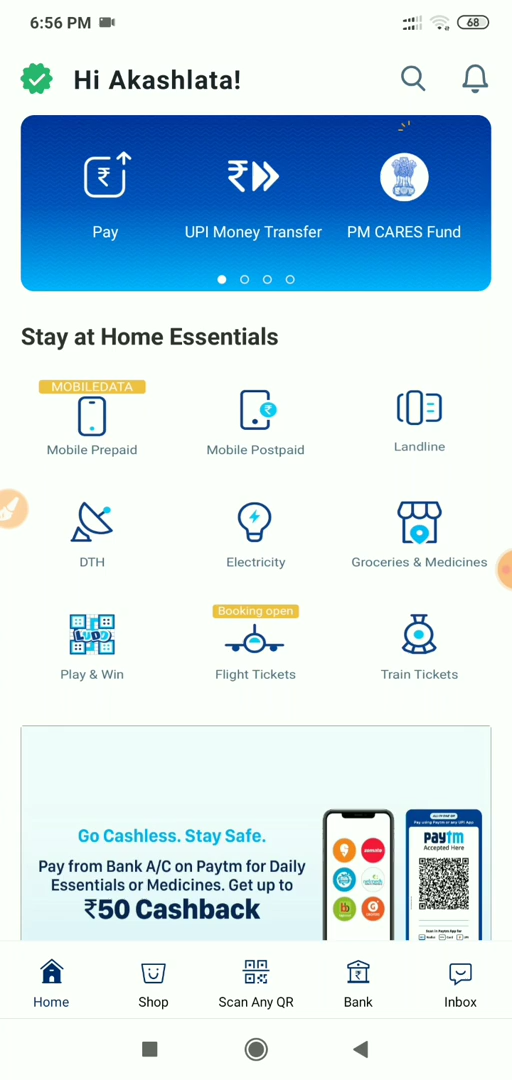 6:56 PM
68
Hi Akashlata!
Pay
UPI Money Transfer
PM CARES Fund
Stay at Home Essentials
MOBILEDATA
Mobile Prepaid
Mobile Postpaid
Landline
DTH
Electricity
Groceries & Medicines
LUDO
Booking open
Play & Win
Flight Tickets
Train Tickets
Go Cashless. Stay Safe.
Pay from Bank A/C on Paytm for Daily
Essentials or Medicines. Get up to
₹50 Cashback
paytm
Accepted Here
Home
Shop
Scan Any QR
Bank
Inbox